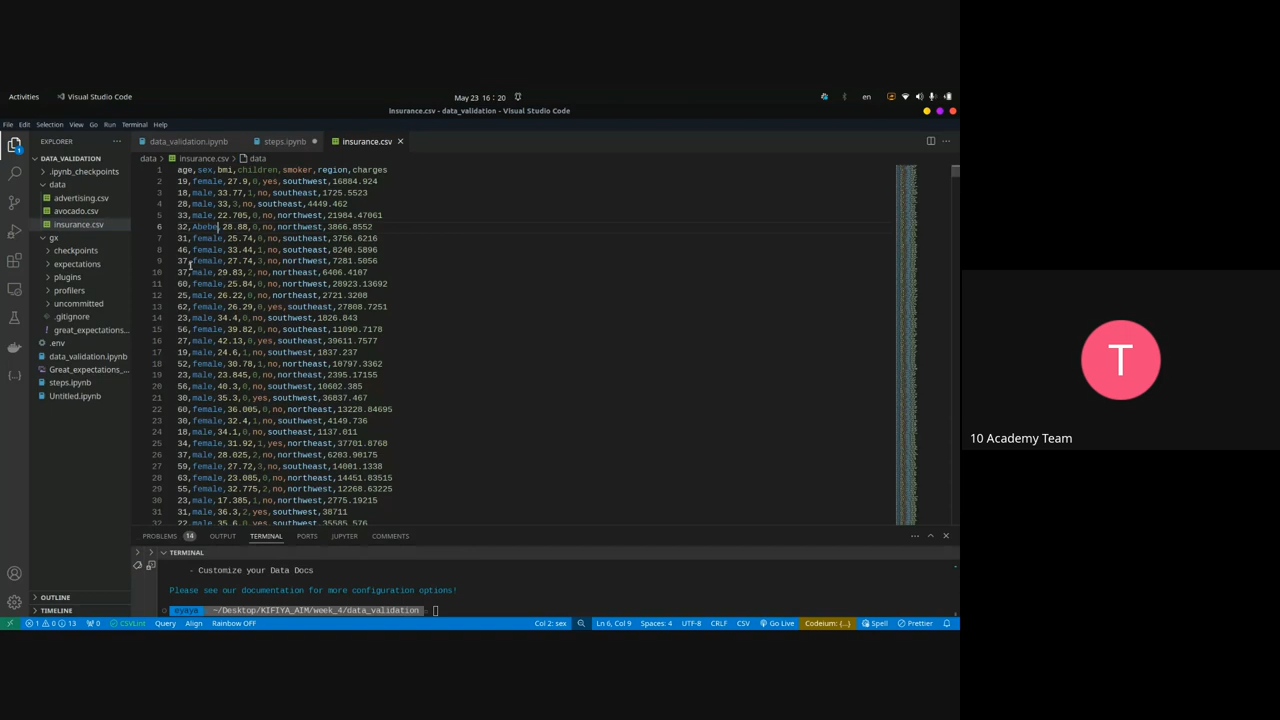 Activities
Visual Studio Code
May 23 16:20
en
insurance.csv - data_validation - Visual Studio Code
File Edit Selection View Go Run Terminal Help
EXPLORER
data_validation.ipynb
steps.ipynb
insurance.csv
DATA_VALIDATION
data > insurance.csv > data
.ipynb_checkpoints
data
advertising.csv
avocado.csv
insurance.csv
gx
checkpoints
expectations
plugins
profilers
uncommitted
.gitignore
great_expectations...
.env
data_validation.ipynb
Great_expectations_...
steps.ipynb
Untitled.ipynb
1 age,sex,bmi,children,smoker,region,charges
2 19,female,27.9,0,yes,southwest,16884.924
3 18,male,33.77,1,no,southeast,1725.5523
4 28,male,33,3,no,southeast,4449.462
5 33,male,22.705,0,no,northwest,21984.47061
6 32,Abebe,28.88,0,no,northwest,3866.8552
7 31,female,25.74,0,no,southeast,3756.6216
8 46,female,33.44,1,no,southeast,8240.5896
9 37,female,27.74,3,no,northwest,7281.5056
10 37,male,29.83,2,no,northeast,6406.4107
11 60,female,25.84,0,no,northwest,28923.13692
12 25,male,26.22,0,no,northeast,2721.3208
13 62,female,26.29,0,yes,southeast,27808.7251
14 23,male,34.4,0,no,southwest,1826.843
15 56,female,39.82,0,no,southeast,11090.7178
16 27,male,42.13,0,yes,southeast,39611.7577
17 19,male,24.6,1,no,southwest,1837.237
18 52,female,30.78,1,no,northeast,10797.3362
19 23,male,23.845,0,no,northeast,2395.17155
20 56,male,40.3,0,no,southwest,10602.385
21 30,male,35.3,0,yes,southwest,36837.467
22 60,female,36.005,0,no,northeast,13228.84695
23 30,female,32.4,1,no,southwest,4149.736
24 18,male,34.1,0,no,southeast,1137.011
25 34,female,31.92,1,yes,northeast,37701.8768
26 37,male,28.025,2,no,northwest,6203.90175
27 59,female,27.72,3,no,southeast,14001.1338
28 63,female,23.085,0,no,northeast,14451.83515
29 55,female,32.775,2,no,northwest,12268.63225
30 23,male,17.385,1,no,northwest,2775.19215
31 31,male,36.3,2,yes,southwest,38711
32 22,male,35.6,0,yes,southwest,35585.576
PROBLEMS 14 OUTPUT TERMINAL PORTS JUPYTER COMMENTS
TERMINAL
- Customize your Data Docs
Please see our documentation for more configuration options!
eyaya ~/Desktop/KIFIYA_AIM/week_4/data_validation
OUTLINE
TIMELINE
1 0 13 0 CSVLint Query Align Rainbow OFF Col 2: sex Ln 6, Col 9 Spaces: 4 UTF-8 CRLF CSV Go Live Codeium: {...} Spell Prettier
T
10 Academy Team